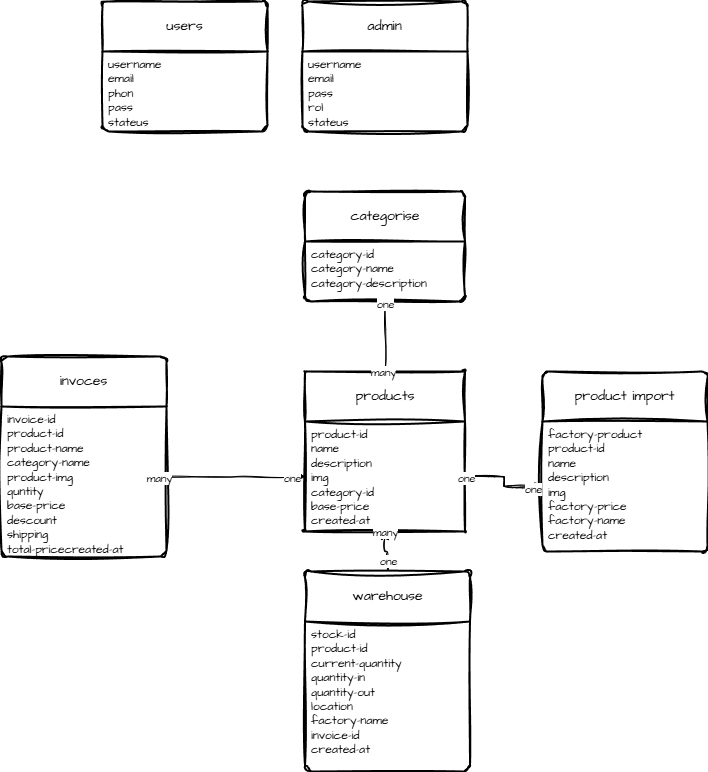 users
username
email
phon
pass
stateus
admin
username
email
pass
rol
stateus
categorise
category-id
category-name
category-description
one
many
invoces
invoice-id
product-id
product-name
category-name
product-img
quntity
base-price
descount
shipping
total-pricecreated-at
many
one
products
product-id
name
description
img
category-id
base-price
created-at
one
one
product import
factory-product
product-id
name
description
img
factory-price
factory-name
created-at
many
one
warehouse
stock-id
product-id
current-quantity
quantity-in
quantity-out
location
factory-name
invoice-id
created-at